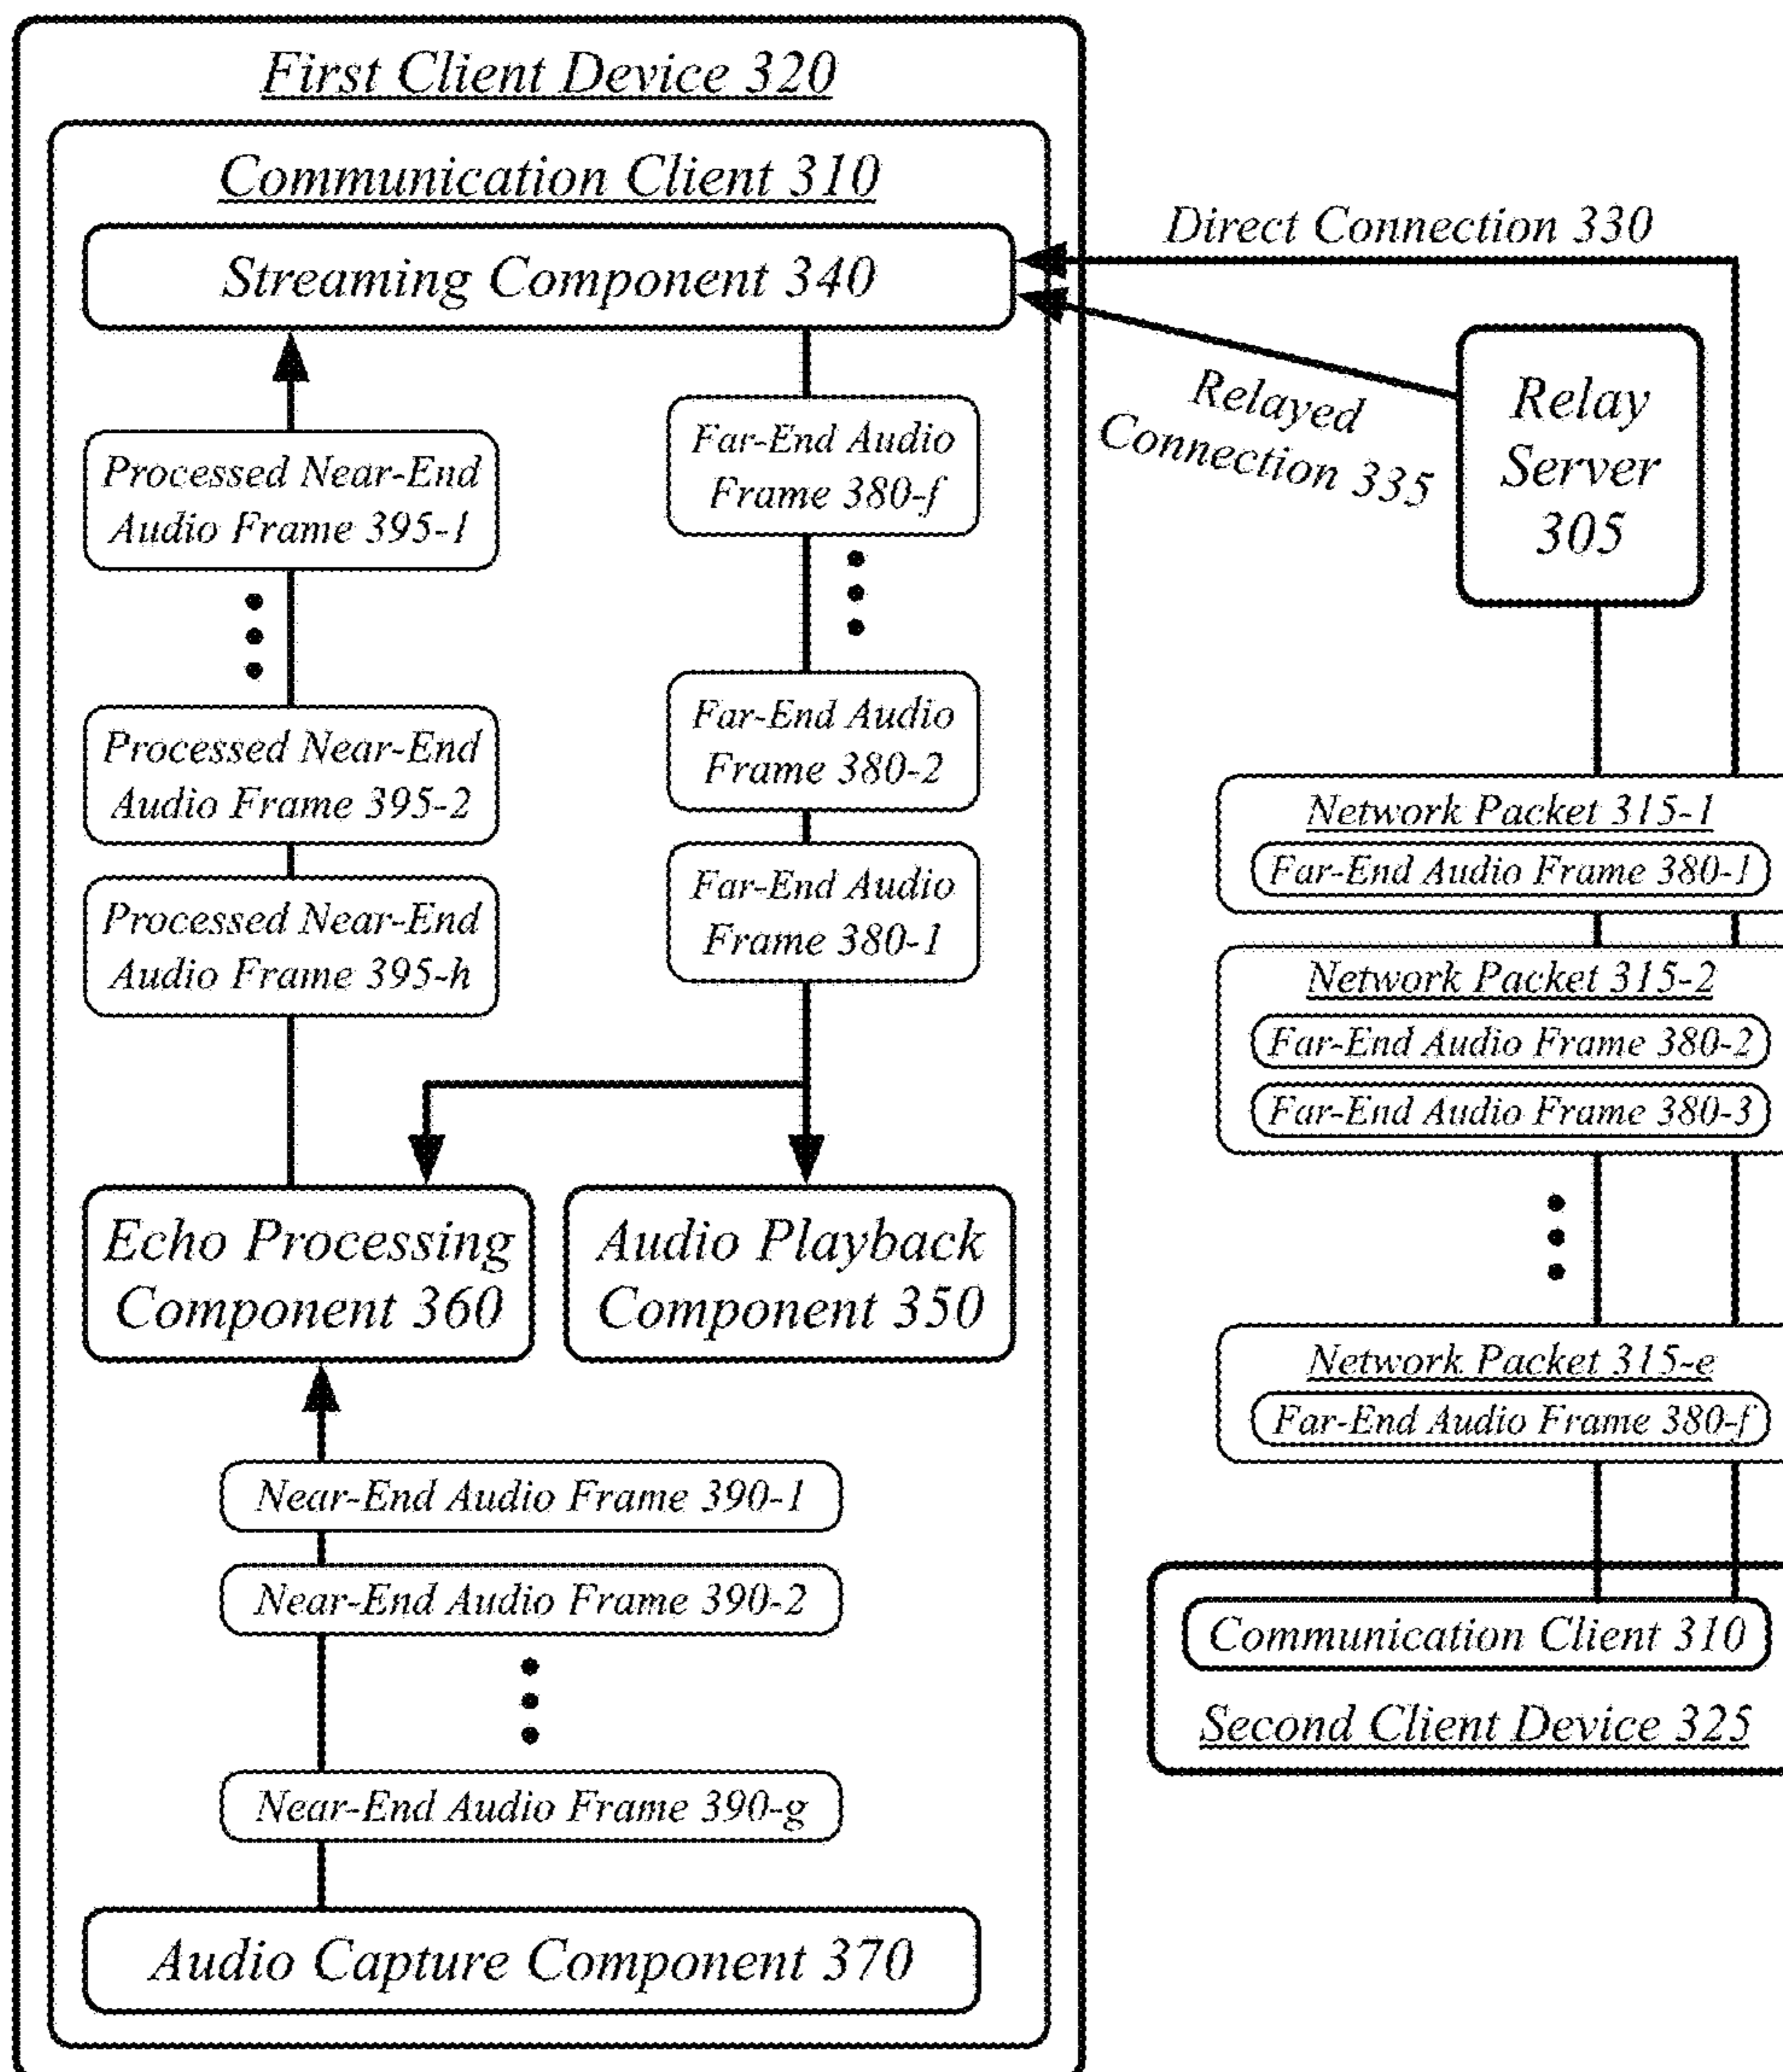 First Client Device 320
Communication Client 310
Streaming Component 340
Processed Near-End
Audio Frame 395-1
Processed Near-End
Audio Frame 395-2
Processed Near-End
Audio Frame 395-h
Far-End Audio
Frame 380-f
Far-End Audio
Frame 380-2
Far-End Audio
Frame 380-1
Echo Processing
Component 360
Audio Playback
Component 350
Near-End Audio Frame 390-1
Near-End Audio Frame 390-2
Near-End Audio Frame 390-g
Audio Capture Component 370
Direct Connection 330
Relayed
Connection 335
Relay
Server
305
Network Packet 315-1
Far-End Audio Frame 380-1
Network Packet 315-2
Far-End Audio Frame 380-2
Far-End Audio Frame 380-3
Network Packet 315-e
Far-End Audio Frame 380-f
Communication Client 310
Second Client Device 325